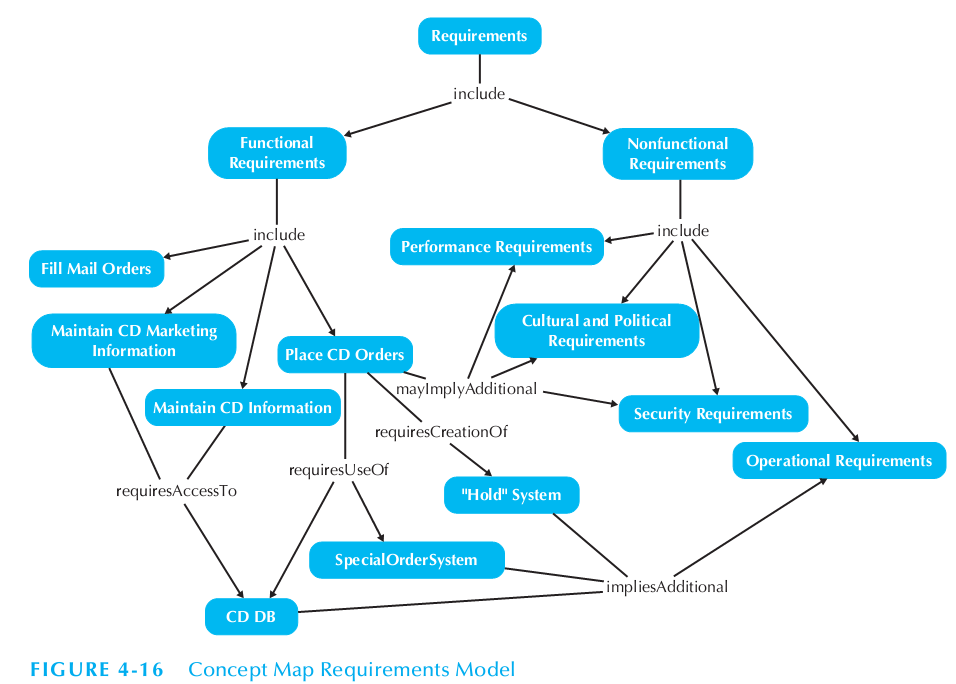 Requirements
include
Functional
Requirements
Nonfunctional
Requirements
include
include
Performance Requirements
Fill Mail Orders
Cultural and Political
Requirements
Maintain CD Marketing
Information
Place CD Orders
mayImplyAdditional
Maintain CD Information
Security Requirements
requiresCreationOf
Operational Requirements
requiresUseOf
requiresAccessTo
"Hold" System
SpecialOrderSystem
impliesAdditional
CD DB
FIGURE 4-16 Concept Map Requirements Model